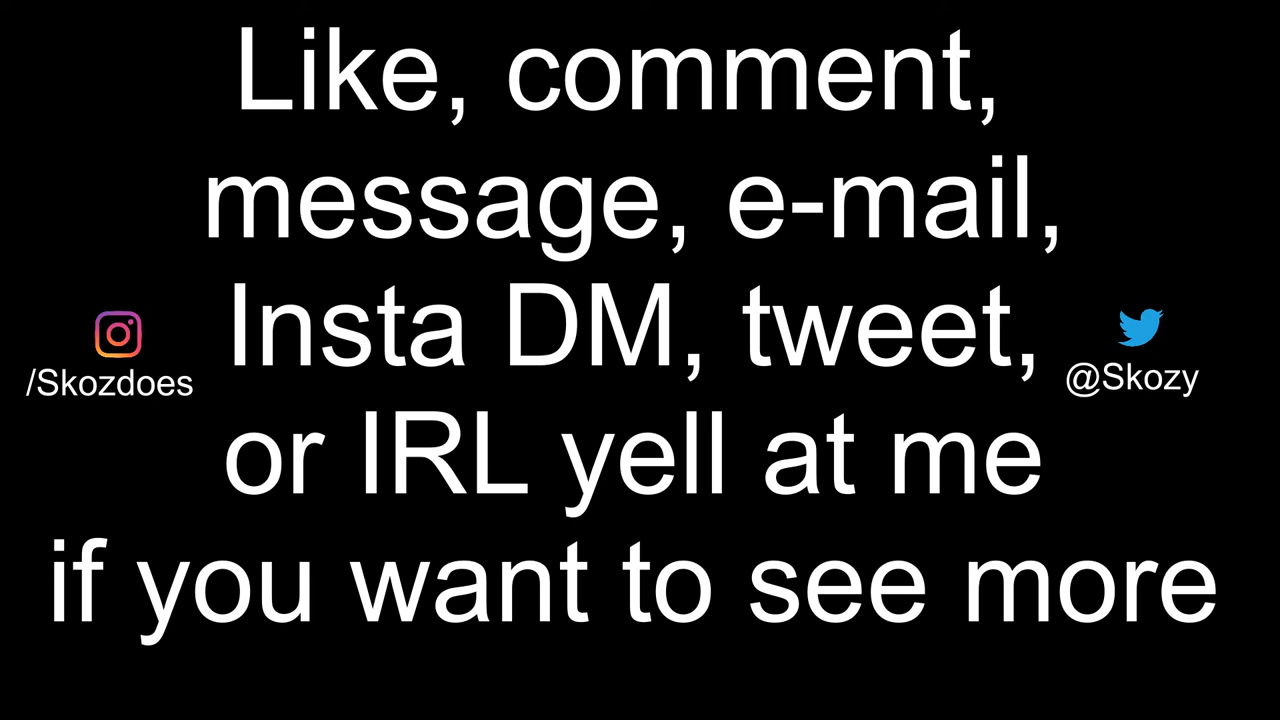 Like, comment,
message, e-mail,
Insta DM, tweet,
/Skozdoes
@Skozy
or IRL yell at me
if you want to see more